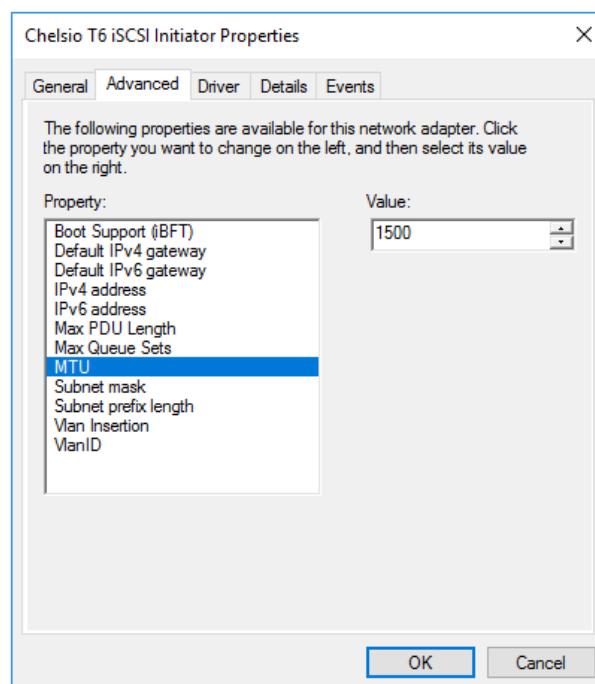 Chelsio T6 iSCSI Initiator Properties
General Advanced Driver Details Events
The following properties are available for this network adapter. Click
the property you want to change on the left, and then select its value
on the right.
Property: Value:
1500
Boot Support (iBFT)
Default IPv4 gateway
Default IPv6 gateway
IPv4 address
IPv6 address
Max PDU Length
Max Queue Sets
MTU
Subnet mask
Subnet prefix length
Vlan Insertion
VlanID
OK Cancel